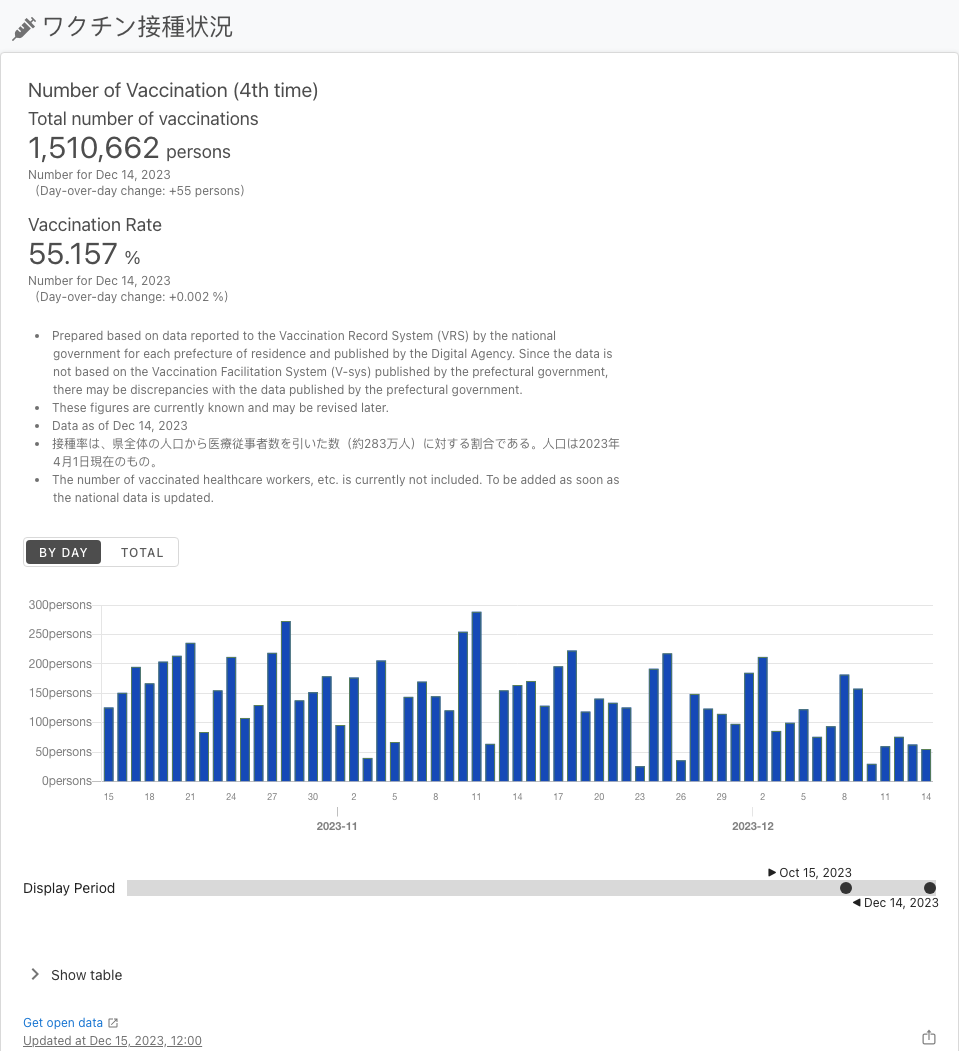 ワクチン接種状況
Number of Vaccination (4th time)
Total number of vaccinations
1,510,662 persons
Number for Dec 14, 2023
(Day-over-day change: +55 persons)
Vaccination Rate
55.157 %
Number for Dec 14, 2023
(Day-over-day change: +0.002 %)
• Prepared based on data reported to the Vaccination Record System (VRS) by the national
government for each prefecture of residence and published by the Digital Agency. Since the data is
not based on the Vaccination Facilitation System (V-sys) published by the prefectural government,
there may be discrepancies with the data published by the prefectural government.
• These figures are currently known and may be revised later.
• Data as of Dec 14, 2023
• 接種率は、県全体の人口から医療従事者数を引いた数（約283万人）に対する割合である。人口は2023年
4月1日現在のもの。
• The number of vaccinated healthcare workers, etc. is currently not included. To be added as soon as
the national data is updated.
BY DAY TOTAL
300persons
250persons
200persons
150persons
100persons
50persons
0persons
15 18 21 24 27 30 2 5 8 11 14 17 20 23 26 29 2 5 8 11 14
2023-11 2023-12
Oct 15, 2023
Display Period
Dec 14, 2023
Show table
Get open data
Updated at Dec 15, 2023, 12:00